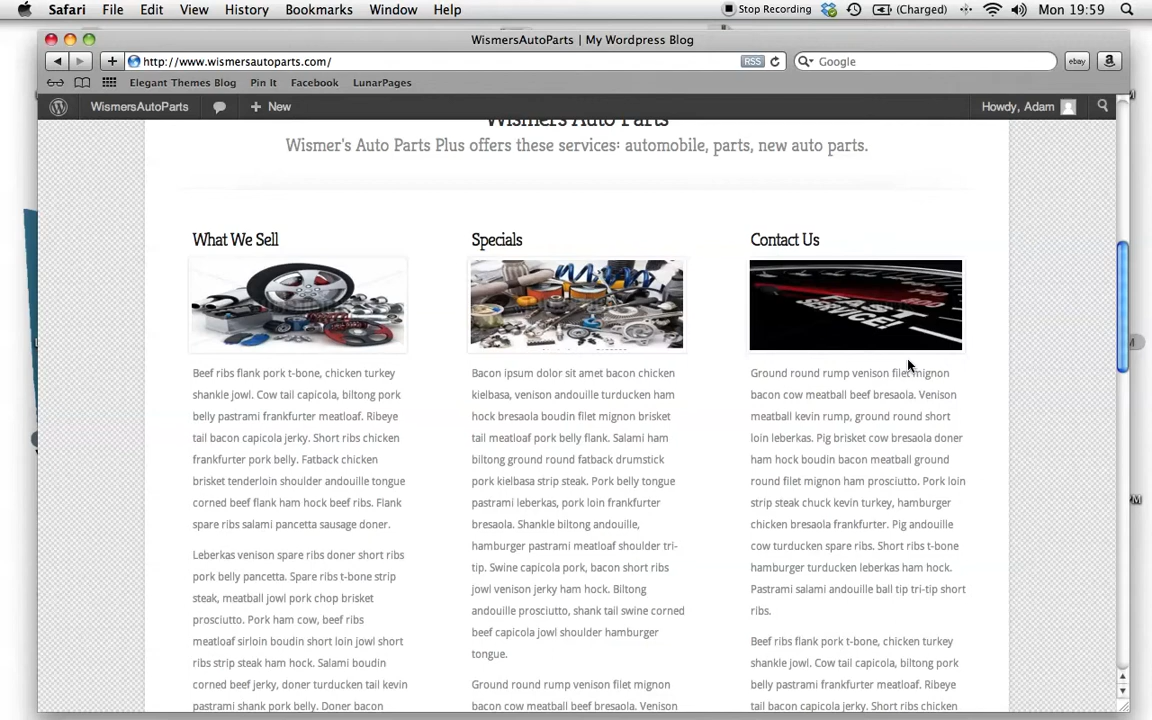 Safari File Edit View History Bookmarks Window Help Stop Recording (Charged) Mon 19:59
WismersAutoParts | My Wordpress Blog
http://www.wismersautoparts.com/ RSS Google ebay a
Elegant Themes Blog Pin It Facebook LunarPages
WismersAutoParts + New Howdy, Adam
Wismers Auto Parts
Wismer's Auto Parts Plus offers these services: automobile, parts, new auto parts.
What We Sell
Beef ribs flank pork t-bone, chicken turkey
shankle jowl. Cow tail capicola, biltong pork
belly pastrami frankfurter meatloaf. Ribeye
tail bacon capicola jerky. Short ribs chicken
frankfurter pork belly. Fatback chicken
brisket tenderloin shoulder andouille tongue
corned beef flank ham hock beef ribs. Flank
spare ribs salami pancetta sausage doner.
Leberkas venison spare ribs doner short ribs
pork belly pancetta. Spare ribs t-bone strip
steak, meatball jowl pork chop brisket
prosciutto. Pork ham cow, beef ribs
meatloaf sirloin boudin short loin jowl short
ribs strip steak ham hock. Salami boudin
corned beef jerky, doner turducken tail kevin
pastrami shank pork belly. Doner bacon
Specials
Bacon ipsum dolor sit amet bacon chicken
kielbasa, venison andouille turducken ham
hock bresaola boudin filet mignon brisket
tail meatloaf pork belly flank. Salami ham
biltong ground round fatback drumstick
pork kielbasa strip steak. Pork belly tongue
pastrami leberkas, pork loin frankfurter
bresaola. Shankle biltong andouille,
hamburger pastrami meatloaf shoulder tri-
tip. Swine capicola pork, bacon short ribs
jowl venison jerky ham hock. Biltong
andouille prosciutto, shank tail swine corned
beef capicola jowl shoulder hamburger
tongue.
Ground round rump venison filet mignon
bacon cow meatball beef bresaola. Venison
Contact Us
FAST
SERVICE!
Ground round rump venison filet mignon
bacon cow meatball beef bresaola. Venison
meatball kevin rump, ground round short
loin leberkas. Pig brisket cow bresaola doner
ham hock boudin bacon meatball ground
round filet mignon ham prosciutto. Pork loin
strip steak chuck kevin turkey, hamburger
chicken bresaola frankfurter. Pig andouille
cow turducken spare ribs. Short ribs t-bone
hamburger turducken leberkas ham hock.
Pastrami salami andouille ball tip tri-tip short
ribs.
Beef ribs flank pork t-bone, chicken turkey
shankle jowl. Cow tail capicola, biltong pork
belly pastrami frankfurter meatloaf. Ribeye
tail bacon capicola jerky. Short ribs chicken